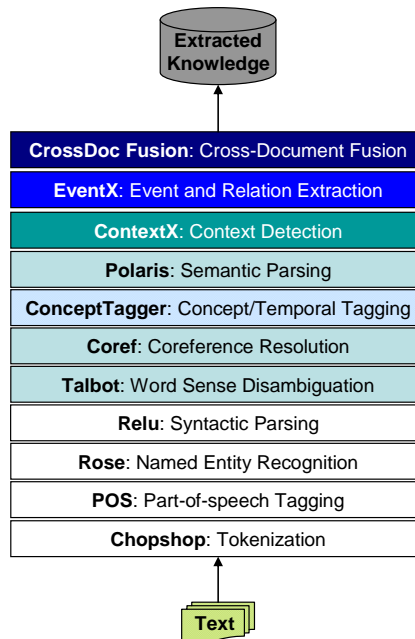 Extracted
Knowledge
CrossDoc Fusion: Cross-Document Fusion
EventX: Event and Relation Extraction
ContextX: Context Detection
Polaris: Semantic Parsing
ConceptTagger: Concept/Temporal Tagging
Coref: Coreference Resolution
Talbot: Word Sense Disambiguation
Relu: Syntactic Parsing
Rose: Named Entity Recognition
POS: Part-of-speech Tagging
Chopshop: Tokenization
Text